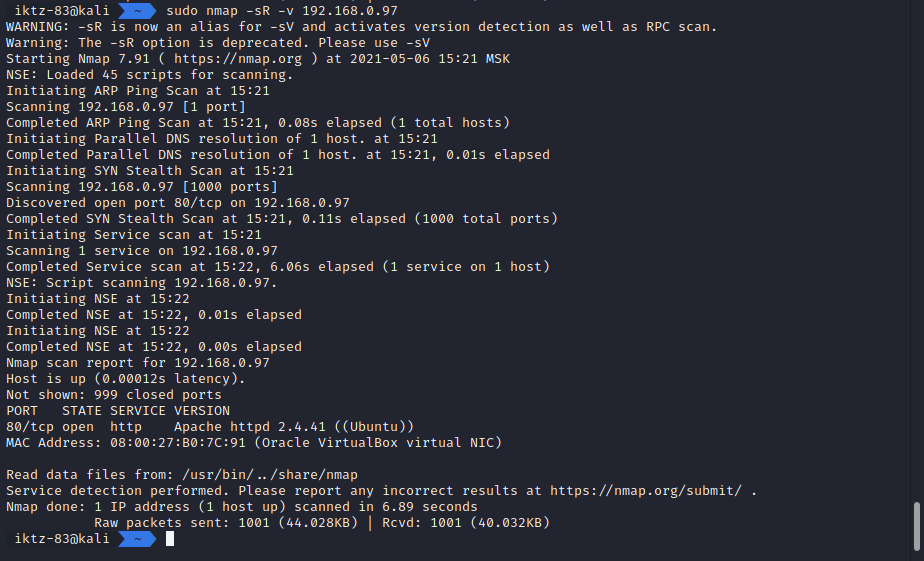 iktz-83@kali ~ sudo nmap -sR -v 192.168.0.97
WARNING: -sR is now an alias for -sV and activates version detection as well as RPC scan.
Warning: The -sR option is deprecated. Please use -sV
Starting Nmap 7.91 ( https://nmap.org ) at 2021-05-06 15:21 MSK
NSE: Loaded 45 scripts for scanning.
Initiating ARP Ping Scan at 15:21
Scanning 192.168.0.97 [1 port]
Completed ARP Ping Scan at 15:21, 0.08s elapsed (1 total hosts)
Initiating Parallel DNS resolution of 1 host. at 15:21
Completed Parallel DNS resolution of 1 host. at 15:21, 0.01s elapsed
Initiating SYN Stealth Scan at 15:21
Scanning 192.168.0.97 [1000 ports]
Discovered open port 80/tcp on 192.168.0.97
Completed SYN Stealth Scan at 15:21, 0.11s elapsed (1000 total ports)
Initiating Service scan at 15:21
Scanning 1 service on 192.168.0.97
Completed Service scan at 15:22, 6.06s elapsed (1 service on 1 host)
NSE: Script scanning 192.168.0.97.
Initiating NSE at 15:22
Completed NSE at 15:22, 0.01s elapsed
Initiating NSE at 15:22
Completed NSE at 15:22, 0.00s elapsed
Nmap scan report for 192.168.0.97
Host is up (0.00012s latency).
Not shown: 999 closed ports
PORT   STATE SERVICE VERSION
80/tcp open  http    Apache httpd 2.4.41 ((Ubuntu))
MAC Address: 08:00:27:B0:7C:91 (Oracle VirtualBox virtual NIC)
Read data files from: /usr/bin/../share/nmap
Service detection performed. Please report any incorrect results at https://nmap.org/submit/ .
Nmap done: 1 IP address (1 host up) scanned in 6.89 seconds
Raw packets sent: 1001 (44.028KB) | Rcvd: 1001 (40.032KB)
iktz-83@kali ~